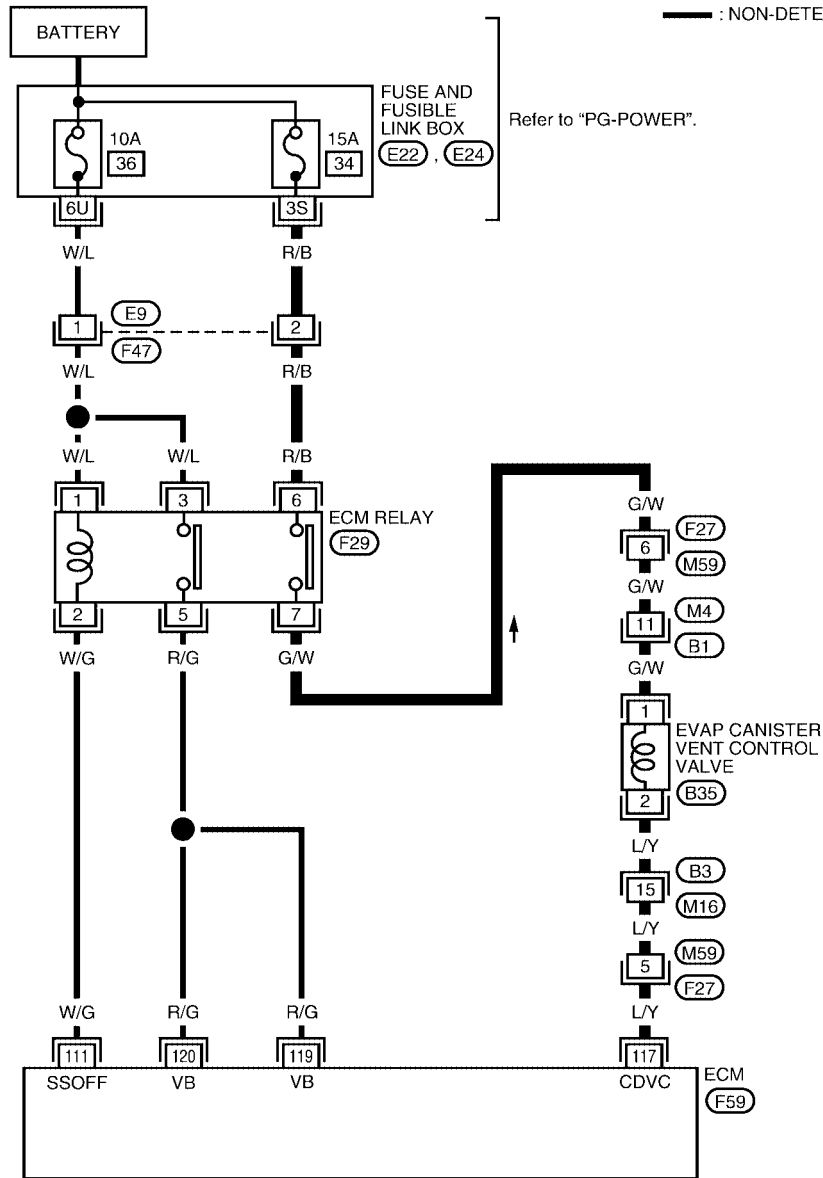 : NON-DETE
BATTERY
FUSE AND
FUSIBLE
LINK BOX
E22 , E24
Refer to “PG-POWER”.
10A
36
15A
34
6U
3S
W/L
R/B
1
E9
2
F47
W/L
R/B
W/L
W/L
R/B
1
3
6
ECM RELAY
F29
2
5
7
W/G
R/G
G/W
G/W
F27
6
M59
G/W
M4
11
B1
G/W
1
EVAP CANISTER
VENT CONTROL
VALVE
B35
2
L/Y
B3
15
M16
L/Y
M59
5
F27
L/Y
W/G
R/G
R/G
111
120
119
117
SSOFF
VB
VB
CDVC
ECM
F59